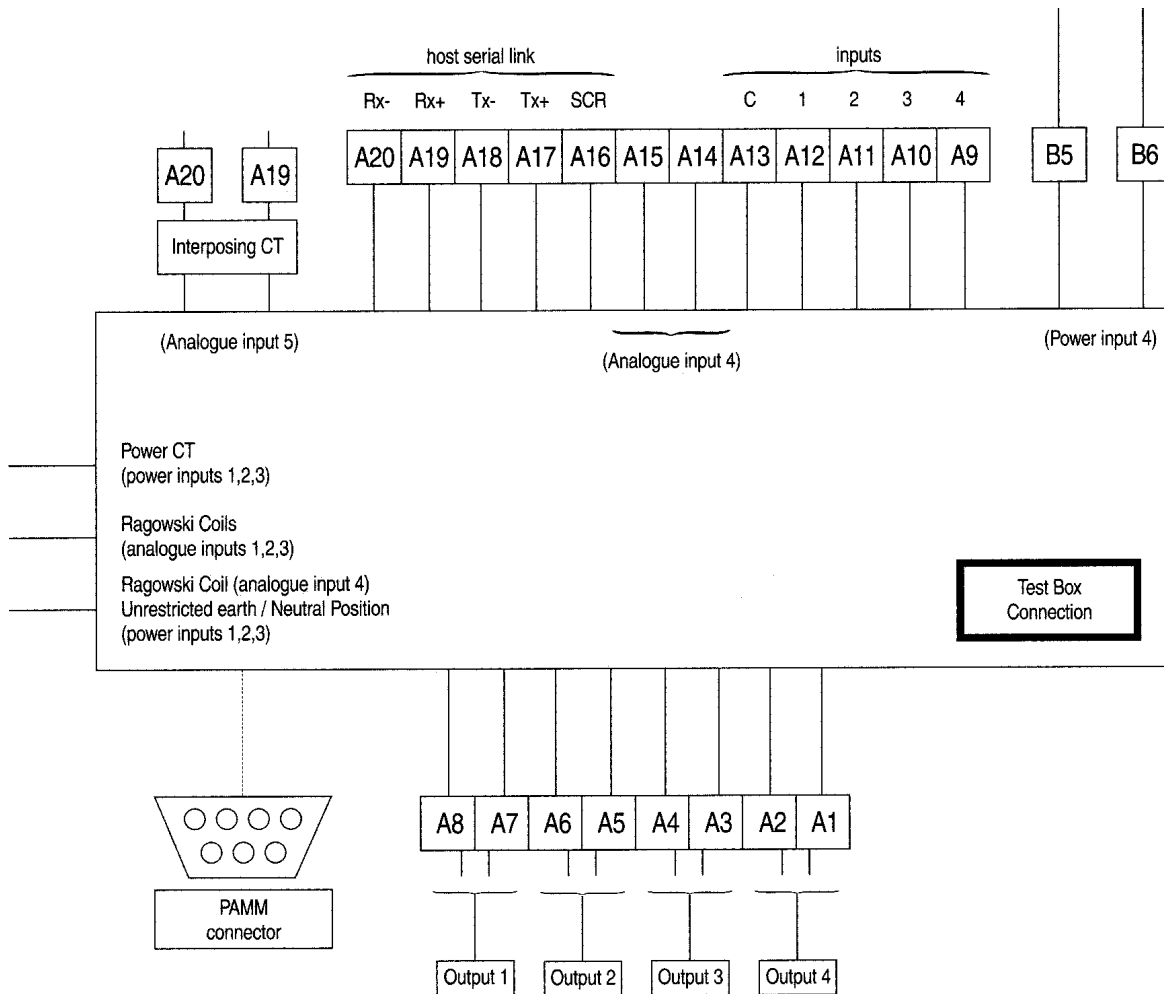 host serial link
inputs
Rx- Rx+ Tx- Tx+ SCR
C 1 2 3 4
A20 A19
A20 A19 A18 A17 A16 A15 A14 A13 A12 A11 A10 A9
B5 B6
Interposing CT
(Analogue input 5)
(Analogue input 4)
(Power input 4)
Power CT
(power inputs 1,2,3)
Ragowski Coils
(analogue inputs 1,2,3)
Ragowski Coil (analogue input 4)
Unrestricted earth / Neutral Position
(power inputs 1,2,3)
Test Box
Connection
A8 A7 A6 A5 A4 A3 A2 A1
PAMM
connector
Output 1 Output 2 Output 3 Output 4